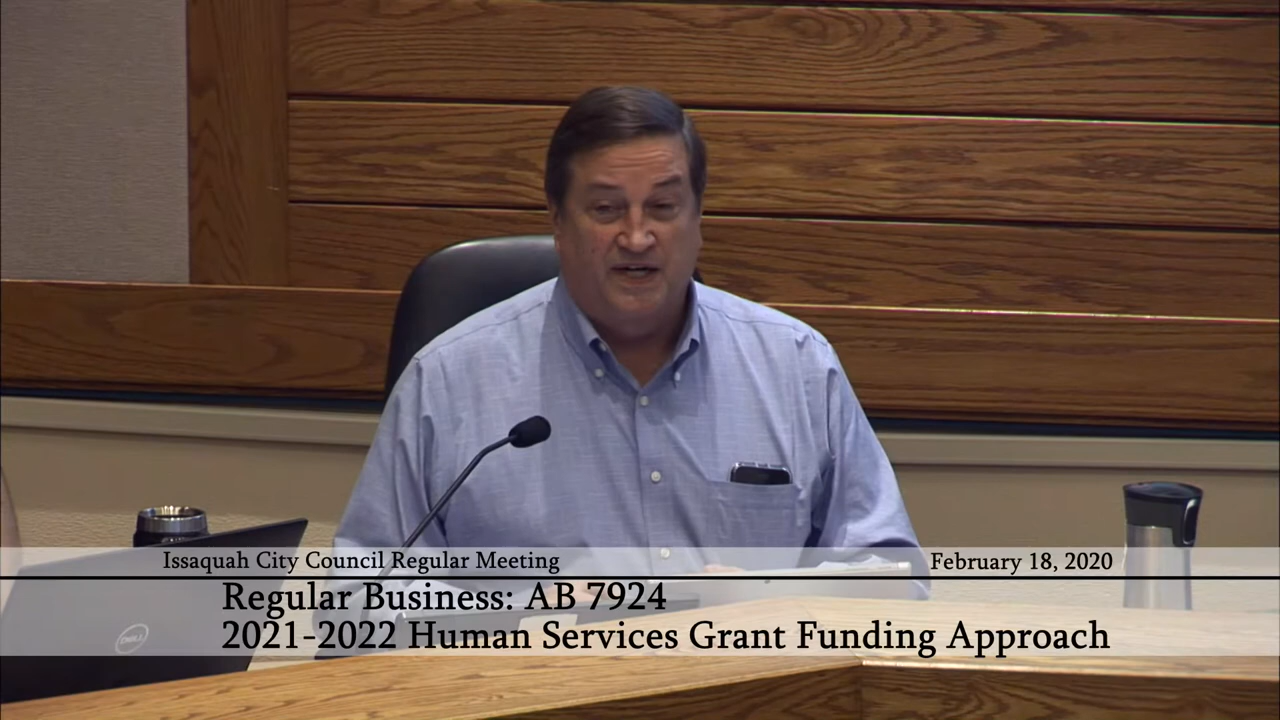 Issaquah City Council Regular Meeting
February 18, 2020
Regular Business: AB 7924
2021-2022 Human Services Grant Funding Approach
DELL